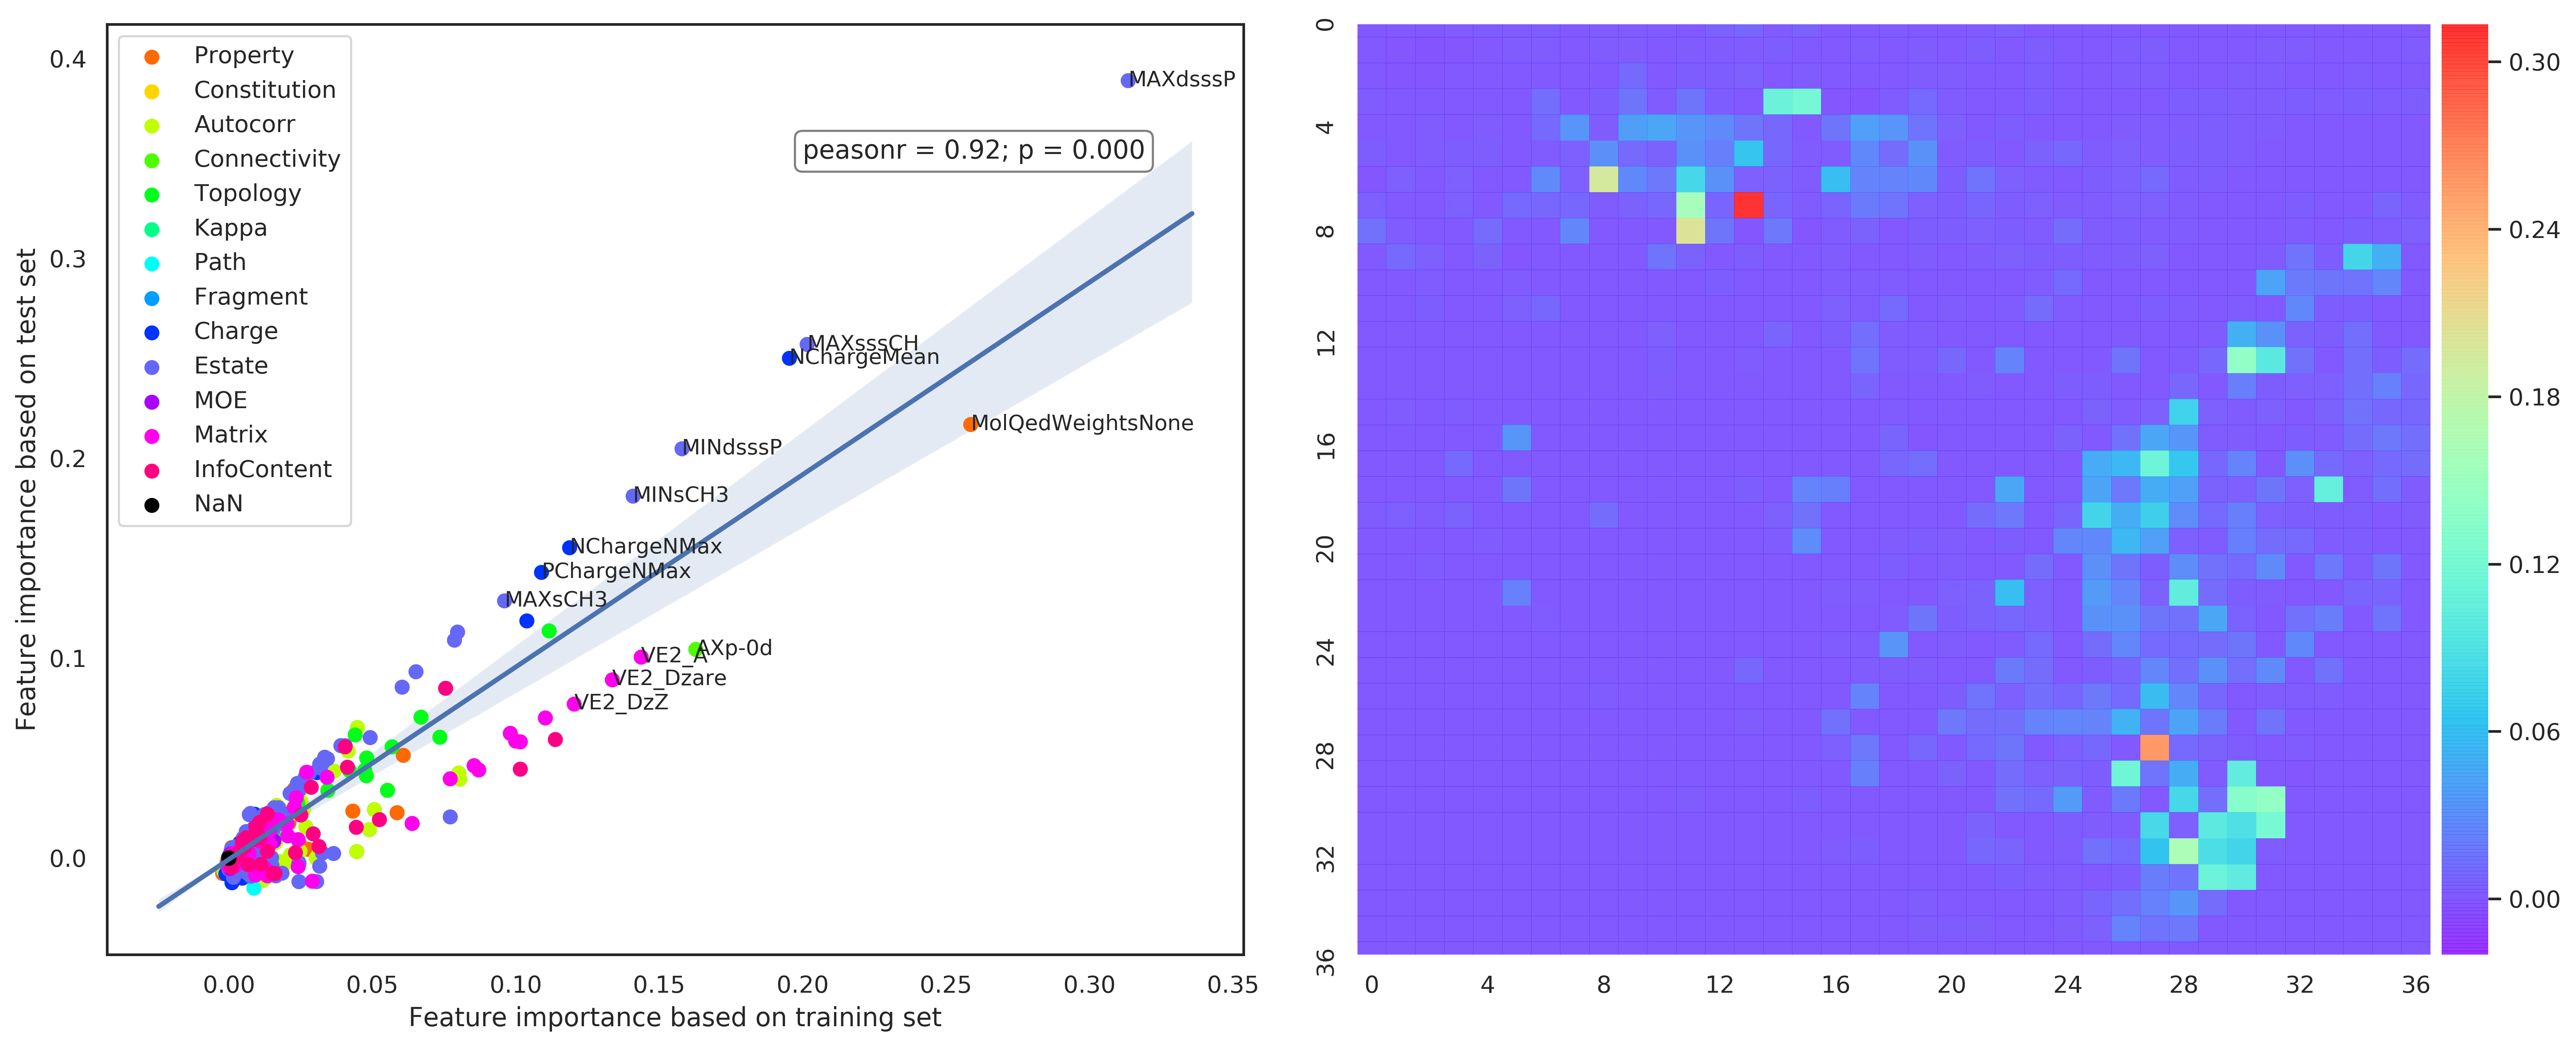 0.4
0.3
0.2
0.1
0.0
Feature importance based on test set
Property
Constitution
Autocorr
Connectivity
Topology
Kappa
Path
Fragment
Charge
Estate
MOE
Matrix
InfoContent
NaN
MAXdsssP
peasonr = 0.92; p = 0.000
MAXsssCH
NChargeMean
MolQedWeightsNone
MINdsssP
MINsCH3
NChargeNMax
PChargeNMax
MAXsCH3
AXp-0d
VE2_A
VE2_Dzare
VE2_DzZ
0.00 0.05 0.10 0.15 0.20 0.25 0.30 0.35
Feature importance based on training set
0
4
8
12
16
20
24
28
32
36
0 4 8 12 16 20 24 28 32 36
0.30
0.24
0.18
0.12
0.06
0.00